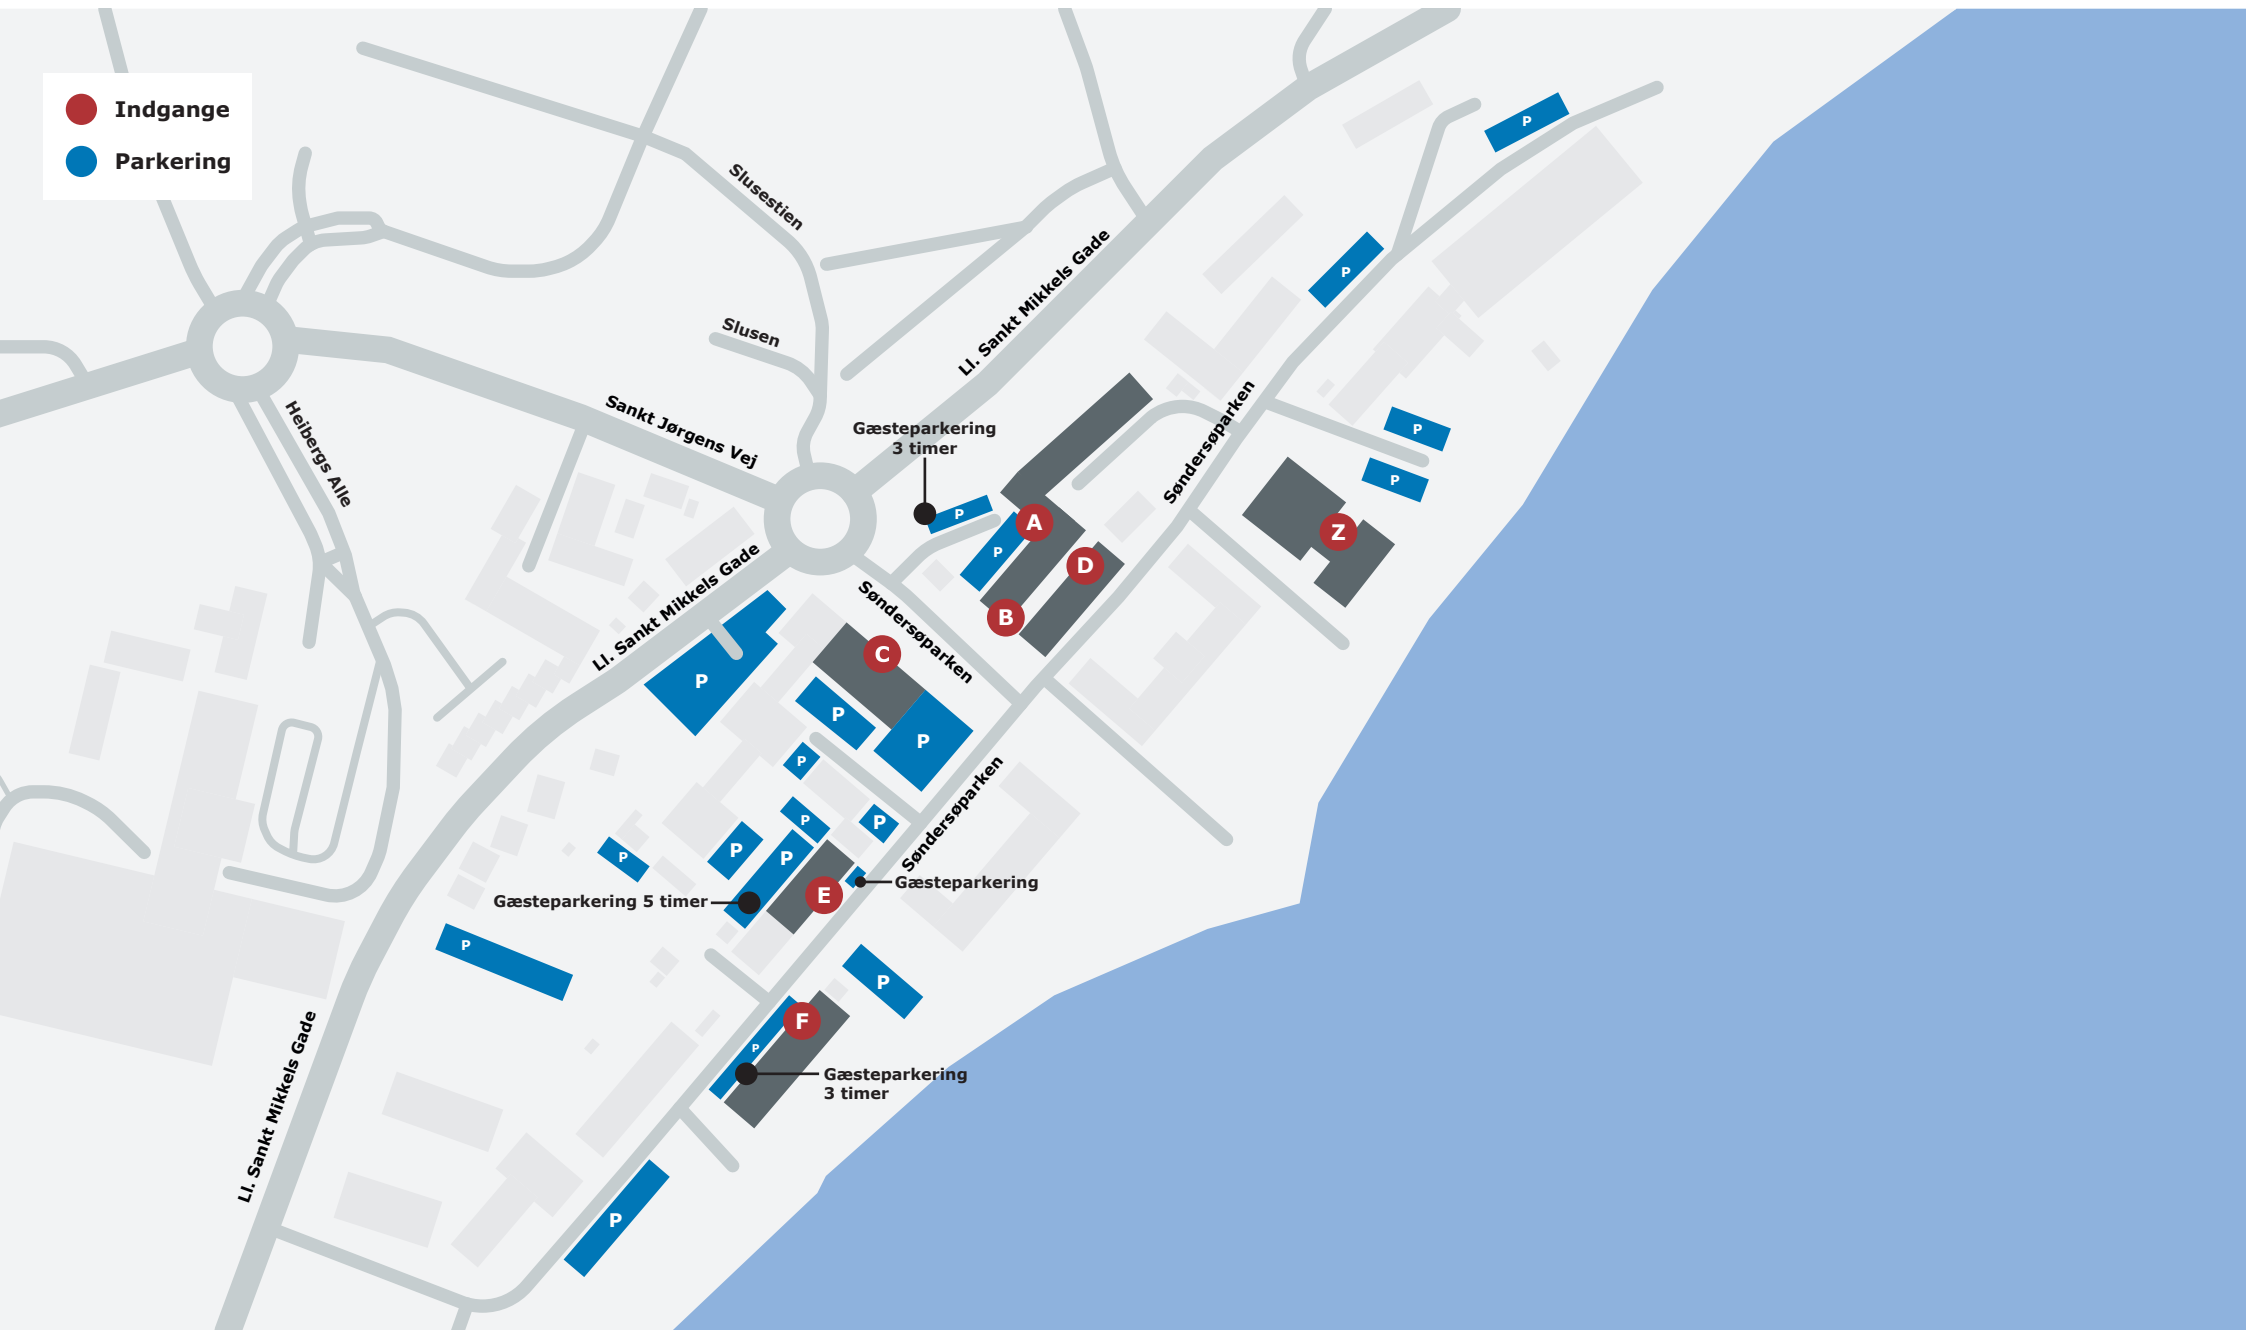 Indgange
Parkering
P
Slusestien
Ll. Sankt Mikkels Gade
P
Slusen
Heibergs Alle
Sankt Jørgens Vej
Søndersøparken
Gæsteparkering
3 timer
P
P
P
A
P
Z
P
D
Ll. Sankt Mikkels Gade
Søndersøparken
B
C
P
P
P
P
Søndersøparken
P
P
P
P
P
Gæsteparkering
E
Gæsteparkering 5 timer
P
P
F
P
Gæsteparkering
3 timer
Ll. Sankt Mikkels Gade
P